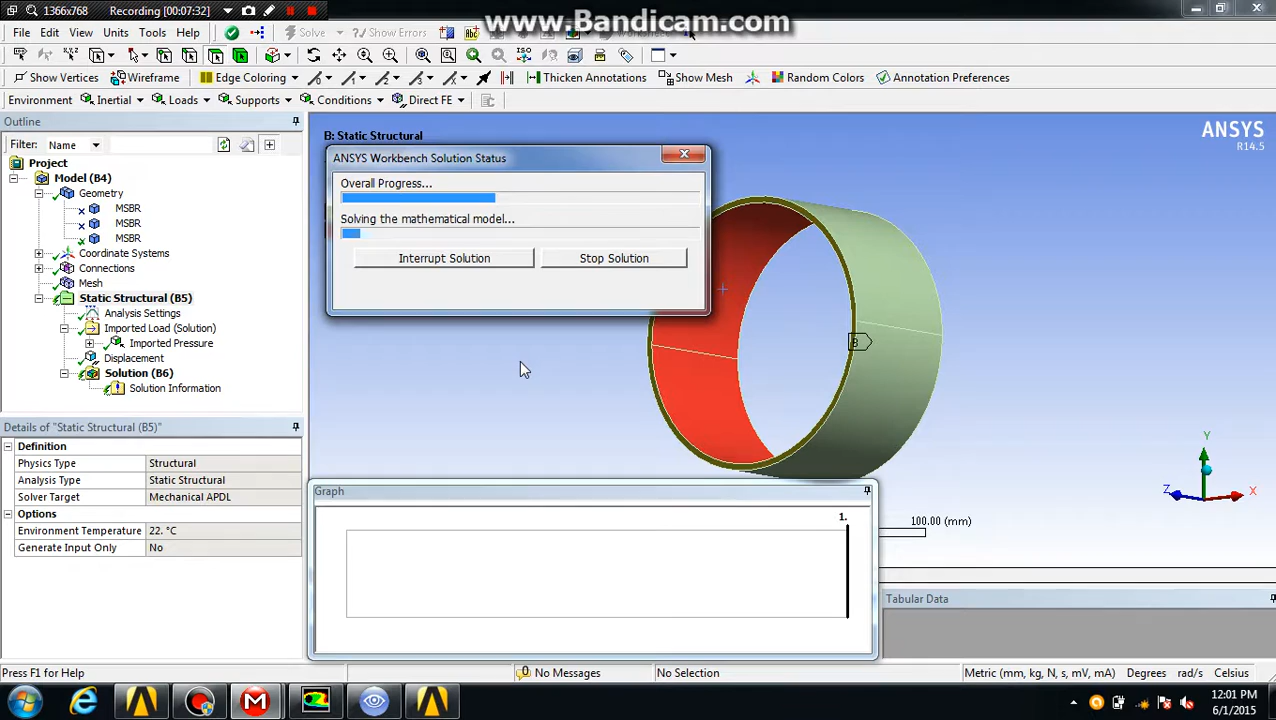 1366x768 Recording [00:07:32]
www.Bandicam.com
File Edit View Units Tools Help Solve Show Errors Worksheet
Show Vertices Wireframe Edge Coloring Thicken Annotations Show Mesh Random Colors Annotation Preferences
Environment Inertial Loads Supports Conditions Direct FE
Outline
Filter: Name
Project
Model (B4)
Geometry
MSBR
MSBR
MSBR
Coordinate Systems
Connections
Mesh
Static Structural (B5)
Analysis Settings
Imported Load (Solution)
Imported Pressure
Displacement
Solution (B6)
Solution Information
Details of "Static Structural (B5)"
Definition
Physics Type Structural
Analysis Type Static Structural
Solver Target Mechanical APDL
Options
Environment Temperature 22. °C
Generate Input Only No
B: Static Structural
ANSYS
R14.5
ANSYS Workbench Solution Status
Overall Progress...
Solving the mathematical model...
Interrupt Solution Stop Solution
B
Y
Z
X
100.00 (mm)
Graph
1.
Tabular Data
Press F1 for Help
0 No Messages
No Selection
Metric (mm, kg, N, s, mV, mA) Degrees rad/s Celsius
12:01 PM
6/1/2015